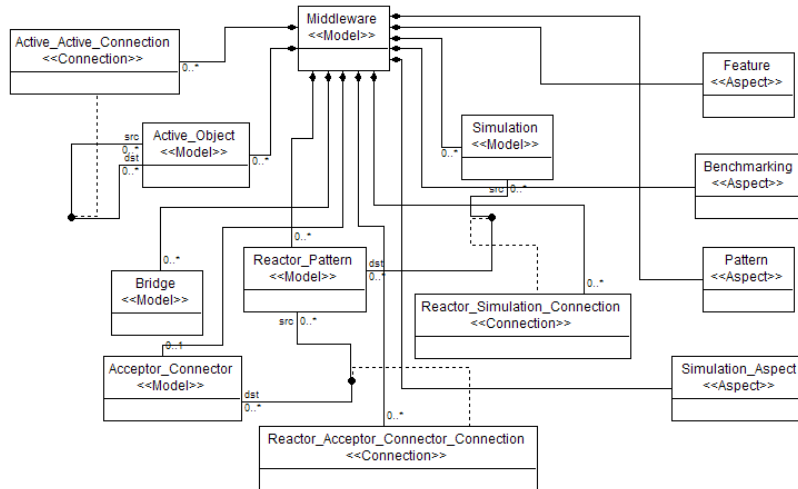 Middleware
<<Model>>
Active_Active_Connection
<<Connection>>
0..*
Feature
<<Aspect>>
Active_Object
<<Model>>
src
0..*
dst
0..*
0..*
Simulation
<<Model>>
0..*
src
0..*
Benchmarking
<<Aspect>>
Bridge
<<Model>>
0..*
Reactor_Pattern
<<Model>>
0..*
dst
0..*
src
0..*
Pattern
<<Aspect>>
Reactor_Simulation_Connection
<<Connection>>
0..*
Acceptor_Connector
<<Model>>
0..1
dst
0..*
Simulation_Aspect
<<Aspect>>
Reactor_Acceptor_Connector_Connection
<<Connection>>
0..*